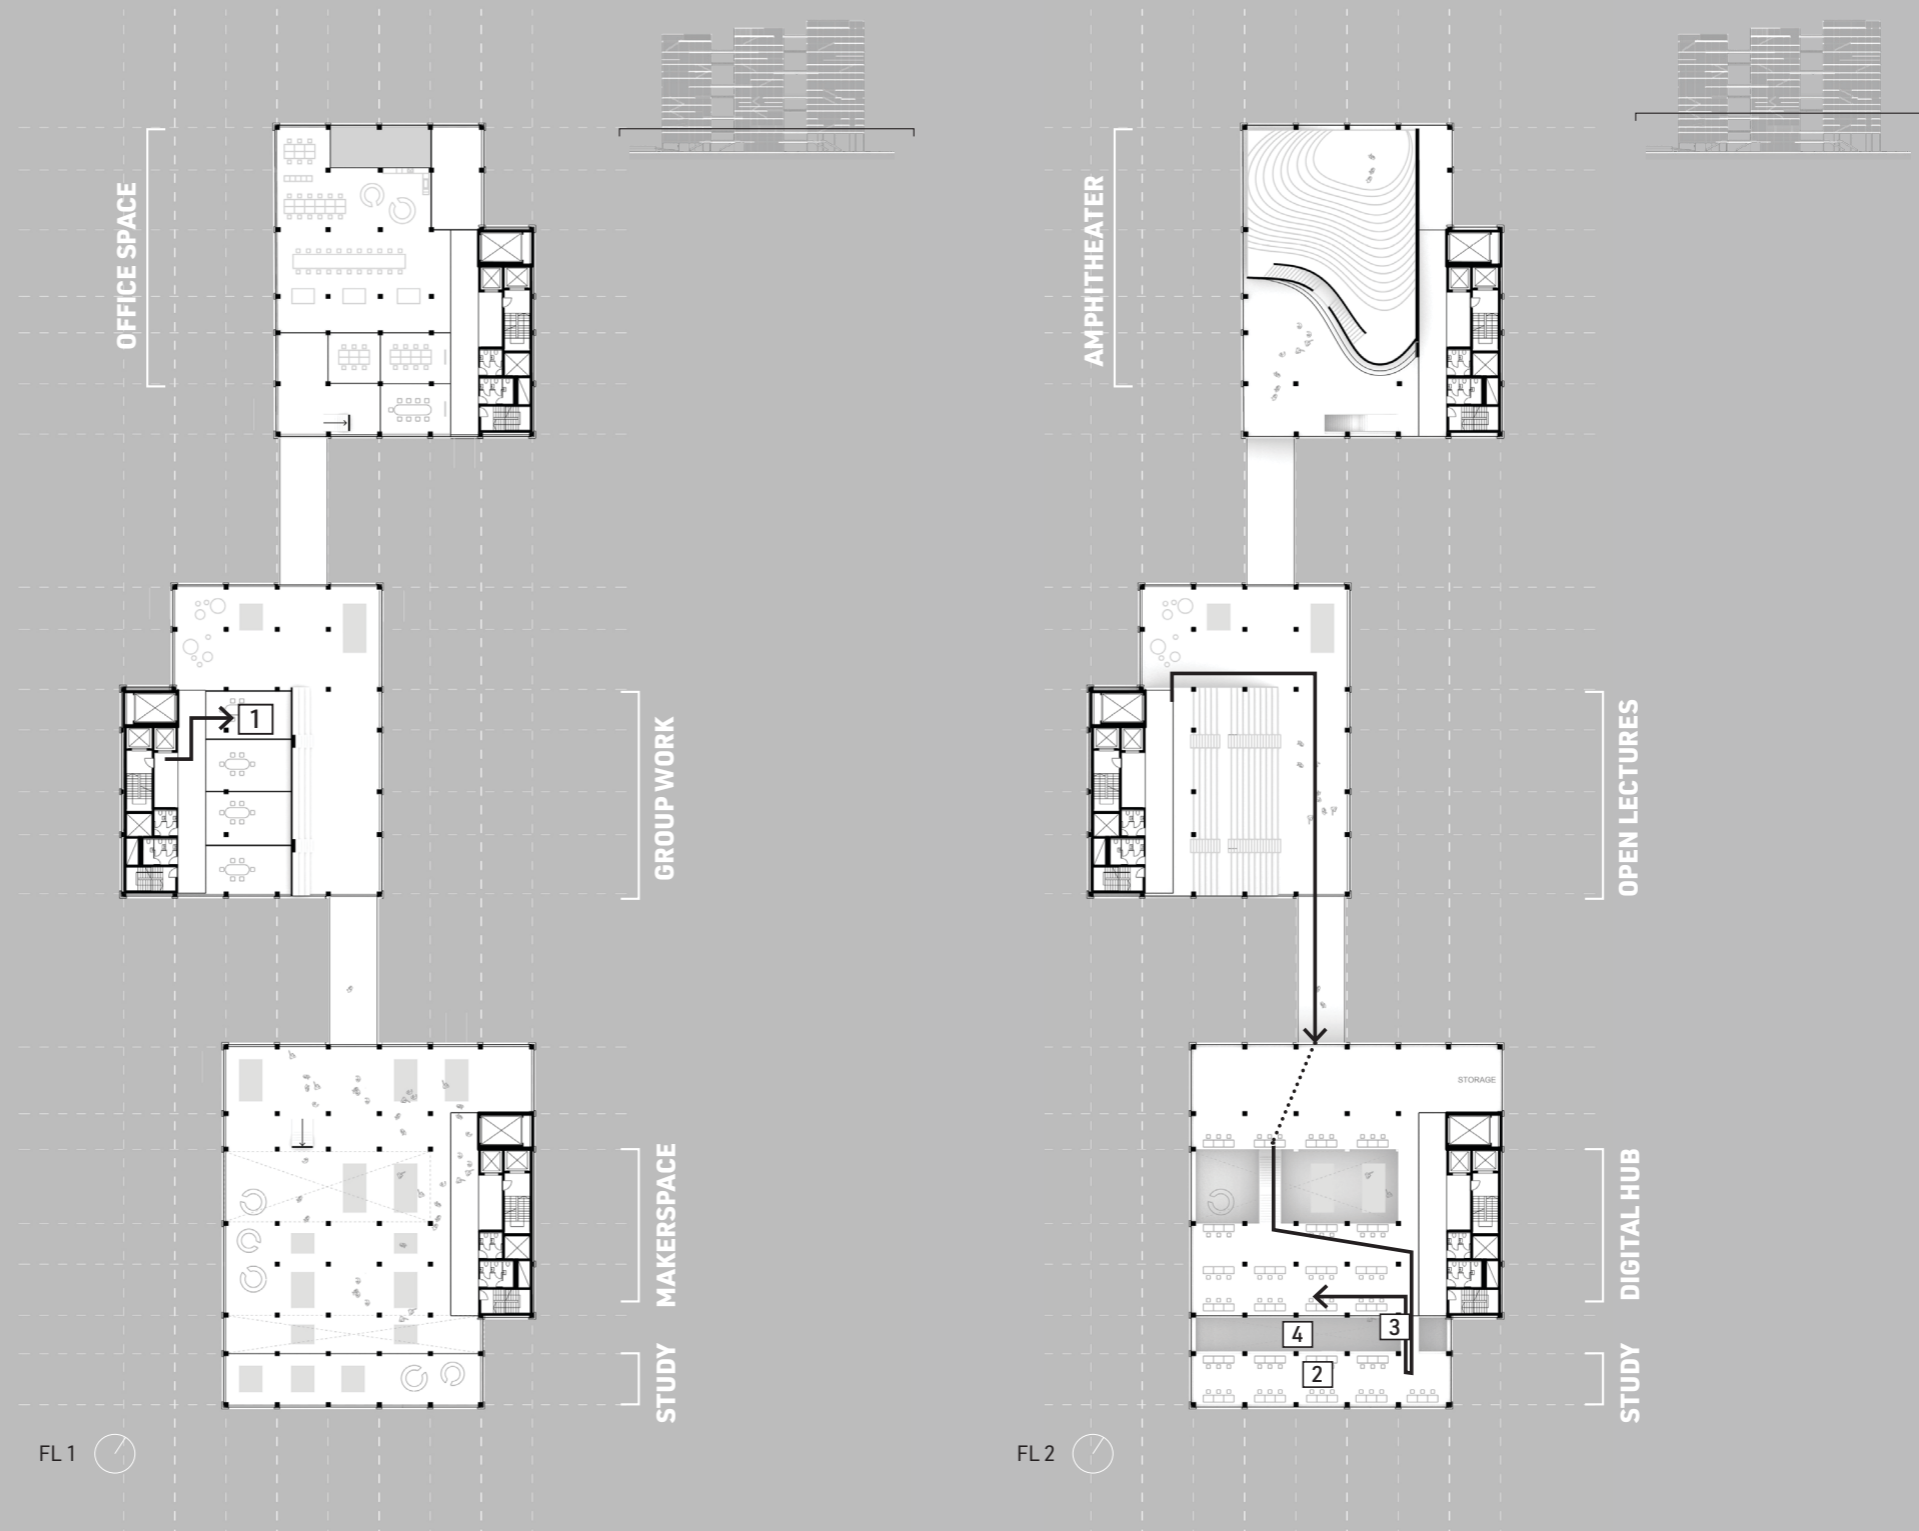 OFFICE SPACE
GROUP WORK
1
MAKERSPACE
STUDY
FL 1
AMPHITHEATER
OPEN LECTURES
STORAGE
DIGITAL HUB
3
4
2
STUDY
FL 2